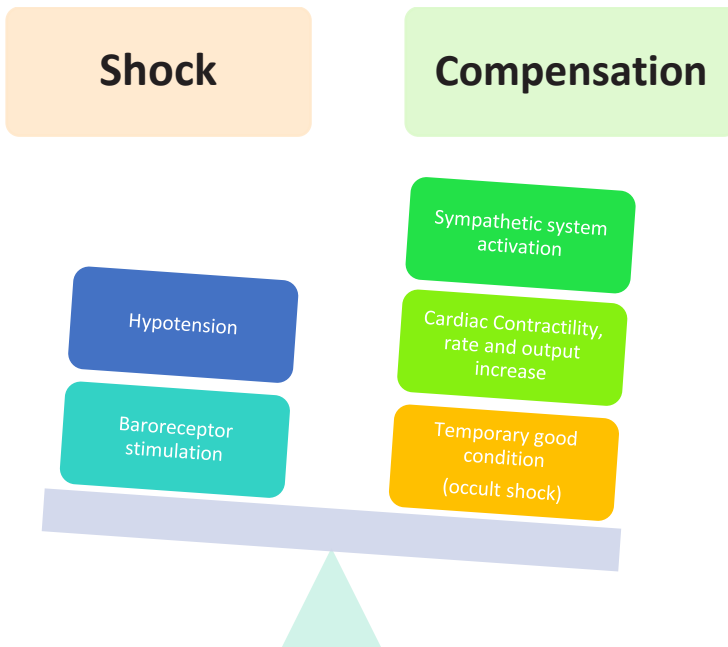 Shock
Compensation
Hypotension
Baroreceptor
stimulation
Sympathetic system
activation
Cardiac Contractility,
rate and output
increase
Temporary good
condition
(occult shock)